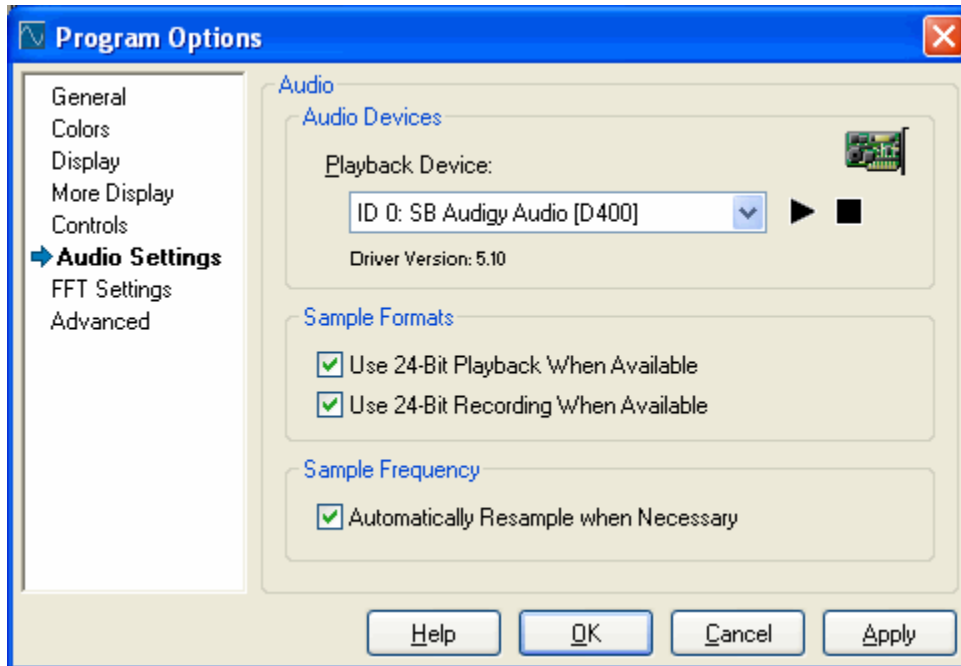 Program Options
General
Colors
Display
More Display
Controls
Audio Settings
FFT Settings
Advanced
Audio
Audio Devices
Playback Device:
ID 0: SB Audigy Audio [D400]
Driver Version: 5.10
Sample Formats
Use 24-Bit Playback When Available
Use 24-Bit Recording When Available
Sample Frequency
Automatically Resample when Necessary
Help OK Cancel Apply